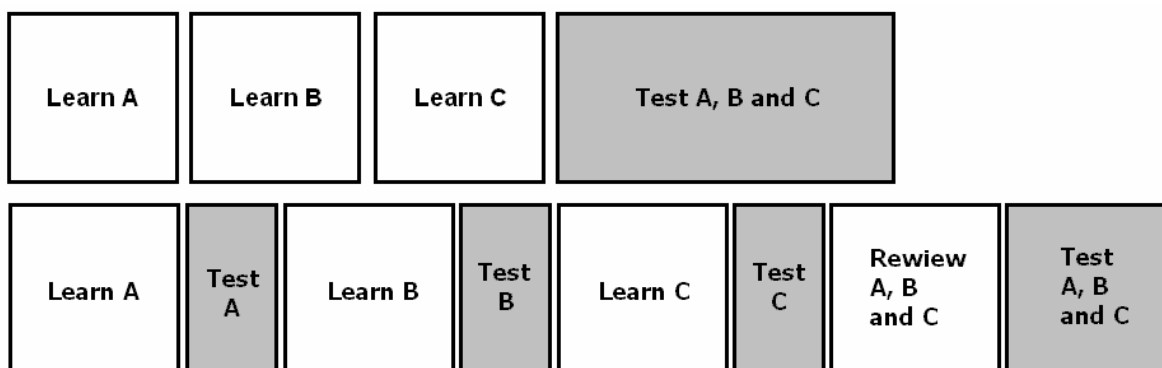 Learn A
Learn B
Learn C
Test A, B and C
Learn A
Test
A
Learn B
Test
B
Learn C
Test
C
Rewiew
A, B
and C
Test
A, B
and C